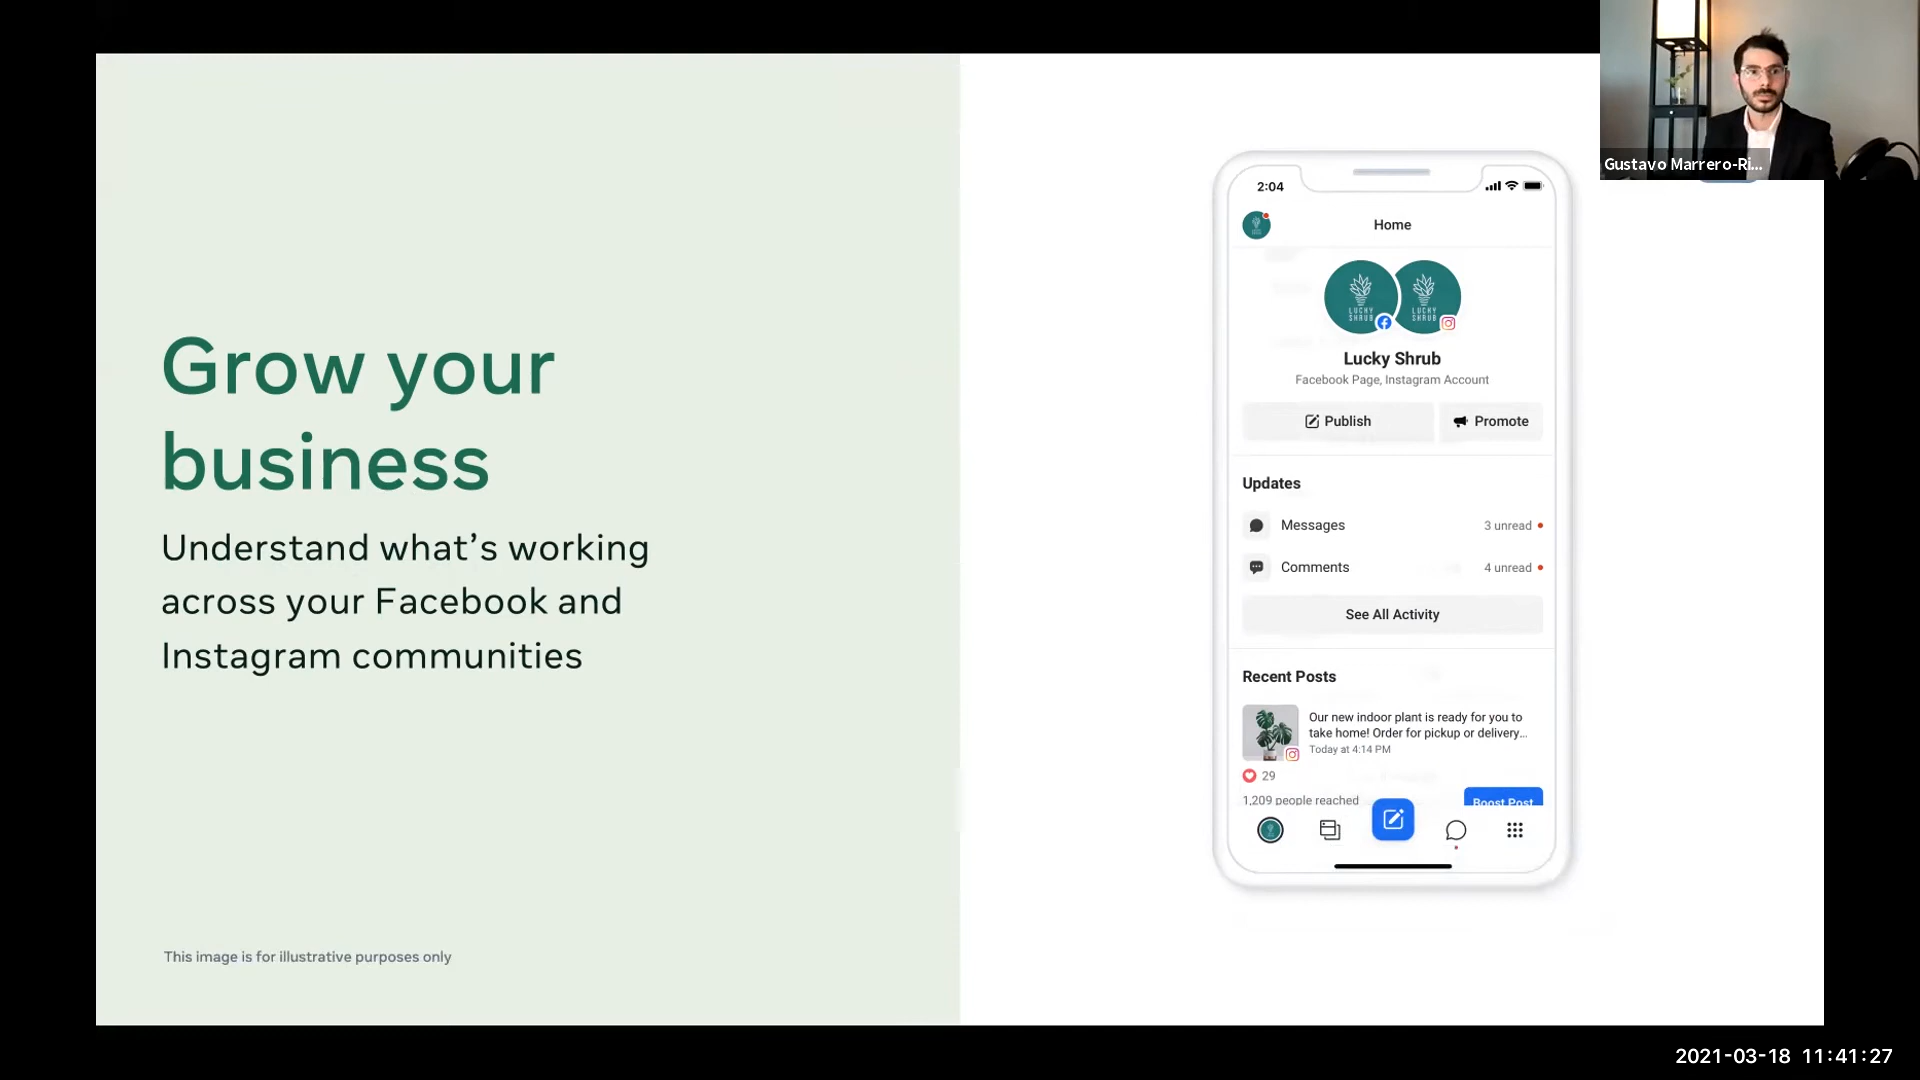 Gustavo Marrero-Ri...
Grow your
business
Understand what's working
across your Facebook and
Instagram communities
This image is for illustrative purposes only
2:04
Home
LUCKY
SHRUB
LUCKY
SHRUB
Lucky Shrub
Facebook Page, Instagram Account
Publish
Promote
Updates
Messages
3 unread
Comments
4 unread
See All Activity
Recent Posts
Our new indoor plant is ready for you to
take home! Order for pickup or delivery...
Today at 4:14 PM
29
1,209 people reached
Boost Post
2021-03-18 11:41:27